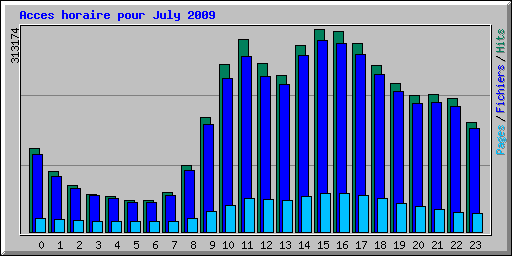 Acces horaire pour July 2009
313174
Pages / Fichiers / Hits
0 1 2 3 4 5 6 7 8 9 10 11 12 13 14 15 16 17 18 19 20 21 22 23